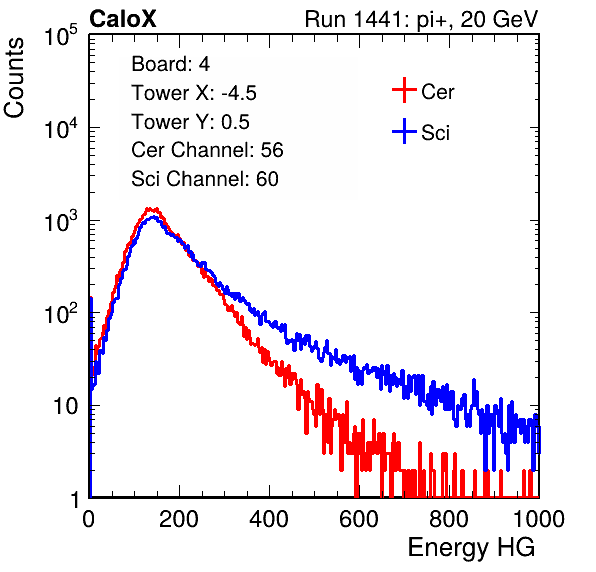 CaloX Run 1441: pi+, 20 GeV
Counts
Board: 4
Tower X: -4.5
Tower Y: 0.5
Cer Channel: 56
Sci Channel: 60
Cer
Sci
10^5
10^4
10^3
10^2
10
1
0 200 400 600 800 1000
Energy HG